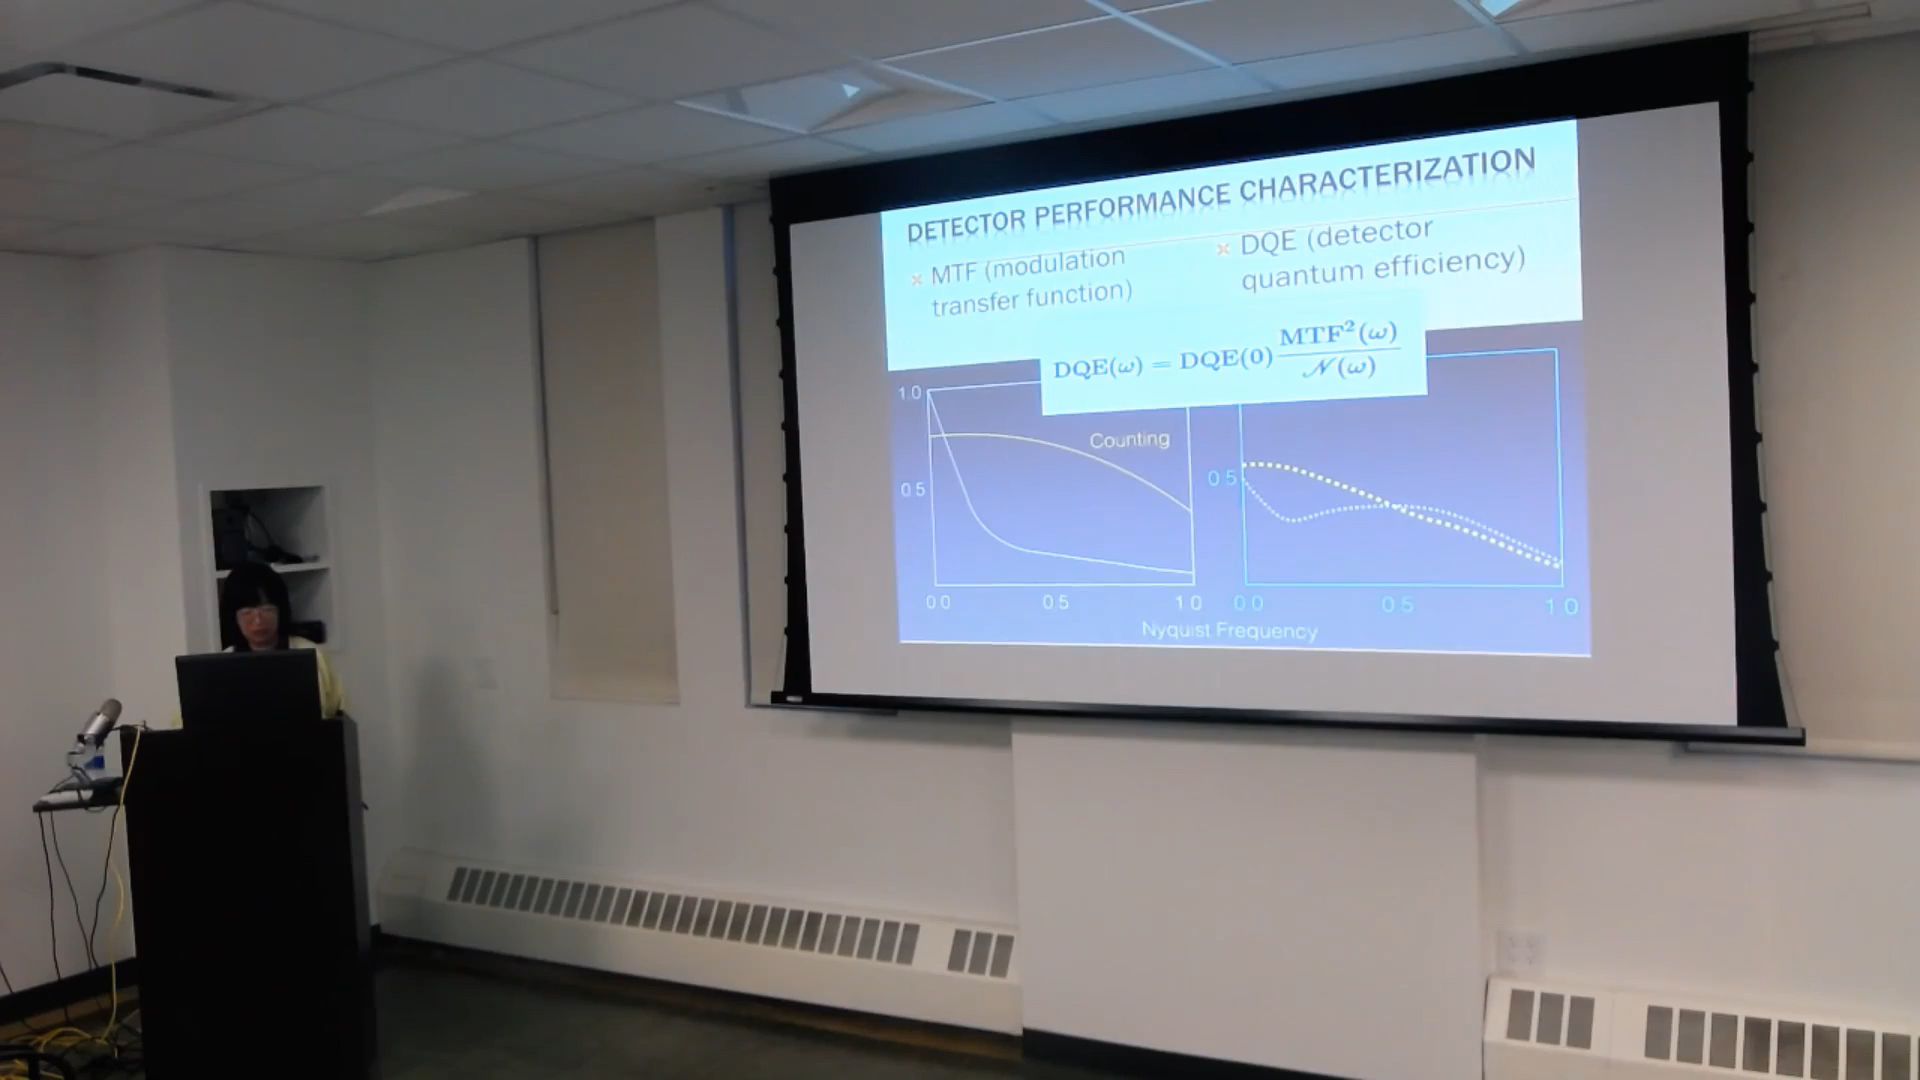 DETECTOR PERFORMANCE CHARACTERIZATION
× MTF (modulation
transfer function)
× DQE (detector
quantum efficiency)
DQE(ω) = DQE(0) MTF²(ω) / 𝒩(ω)
1.0
Counting
0.5
0.5
0.0 0.5 1.0
0.0 0.5 1.0
Nyquist Frequency